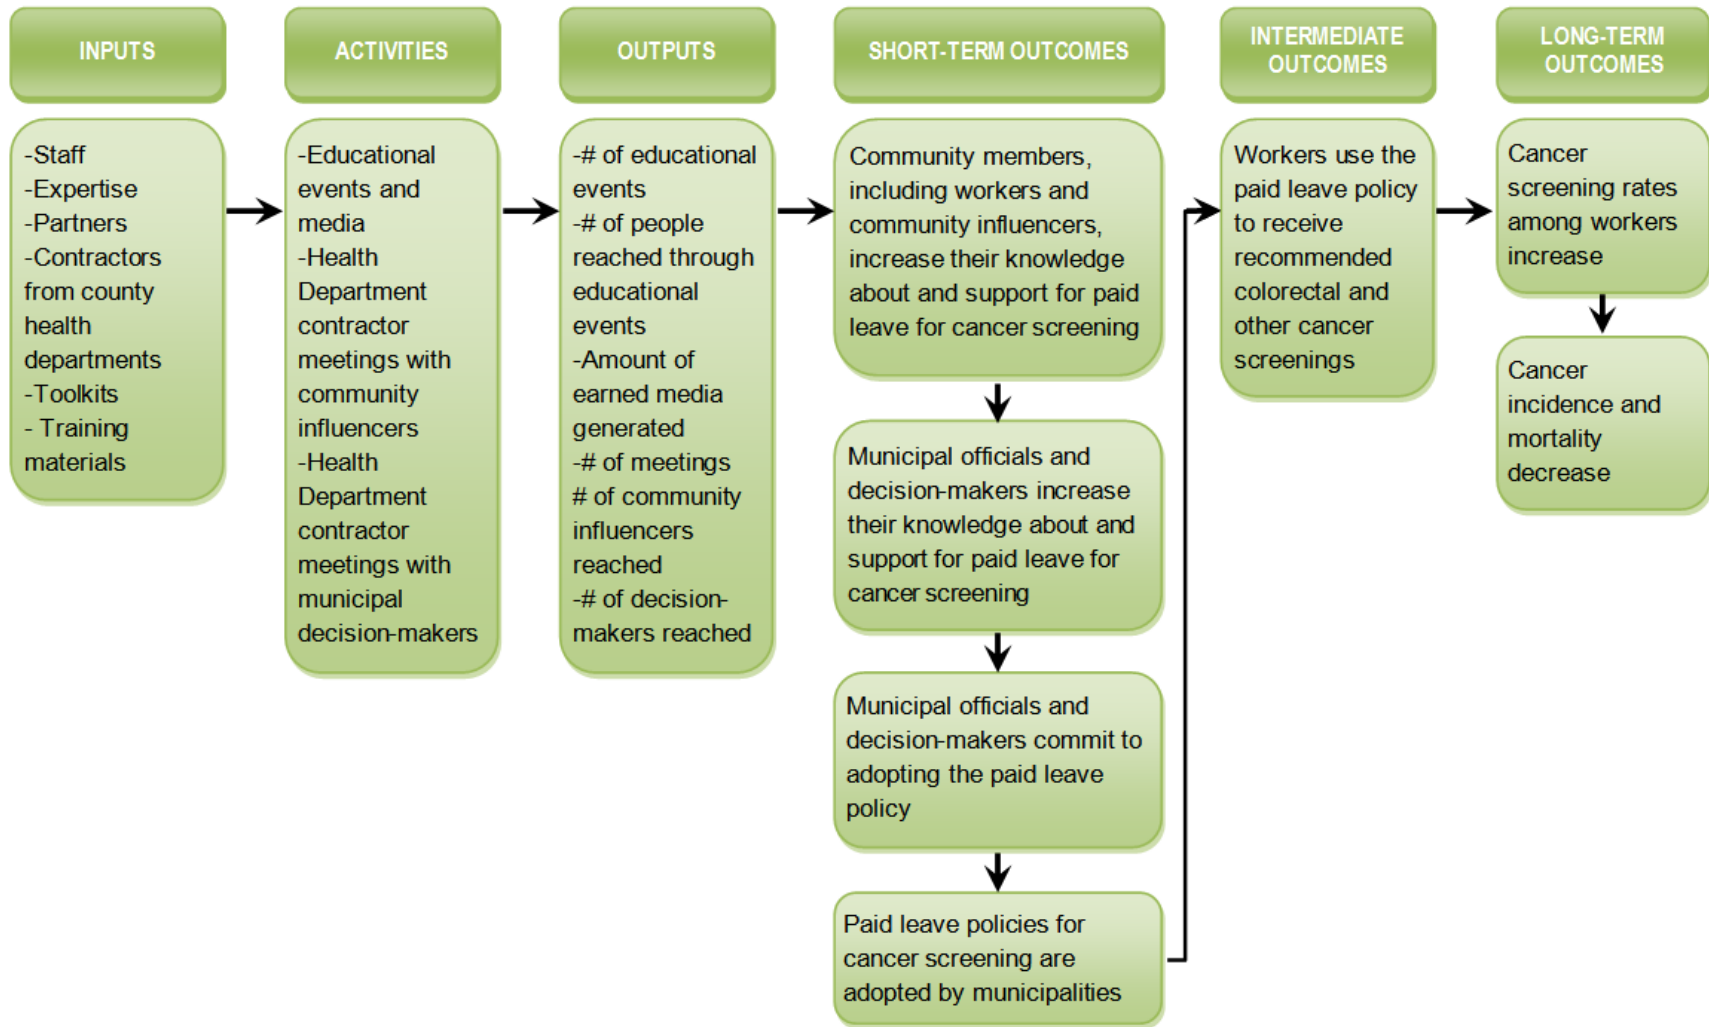 INPUTS
-Staff
-Expertise
-Partners
-Contractors
from county
health
departments
-Toolkits
- Training
materials
ACTIVITIES
-Educational
events and
media
-Health
Department
contractor
meetings with
community
influencers
-Health
Department
contractor
meetings with
municipal
decision-makers
OUTPUTS
-# of educational
events
-# of people
reached through
educational
events
-Amount of
earned media
generated
-# of meetings
# of community
influencers
reached
-# of decision-
makers reached
SHORT-TERM OUTCOMES
Community members,
including workers and
community influencers,
increase their knowledge
about and support for paid
leave for cancer screening
Municipal officials and
decision-makers increase
their knowledge about and
support for paid leave for
cancer screening
Municipal officials and
decision-makers commit to
adopting the paid leave
policy
Paid leave policies for
cancer screening are
adopted by municipalities
INTERMEDIATE
OUTCOMES
Workers use the
paid leave policy
to receive
recommended
colorectal and
other cancer
screenings
LONG-TERM
OUTCOMES
Cancer
screening rates
among workers
increase
Cancer
incidence and
mortality
decrease